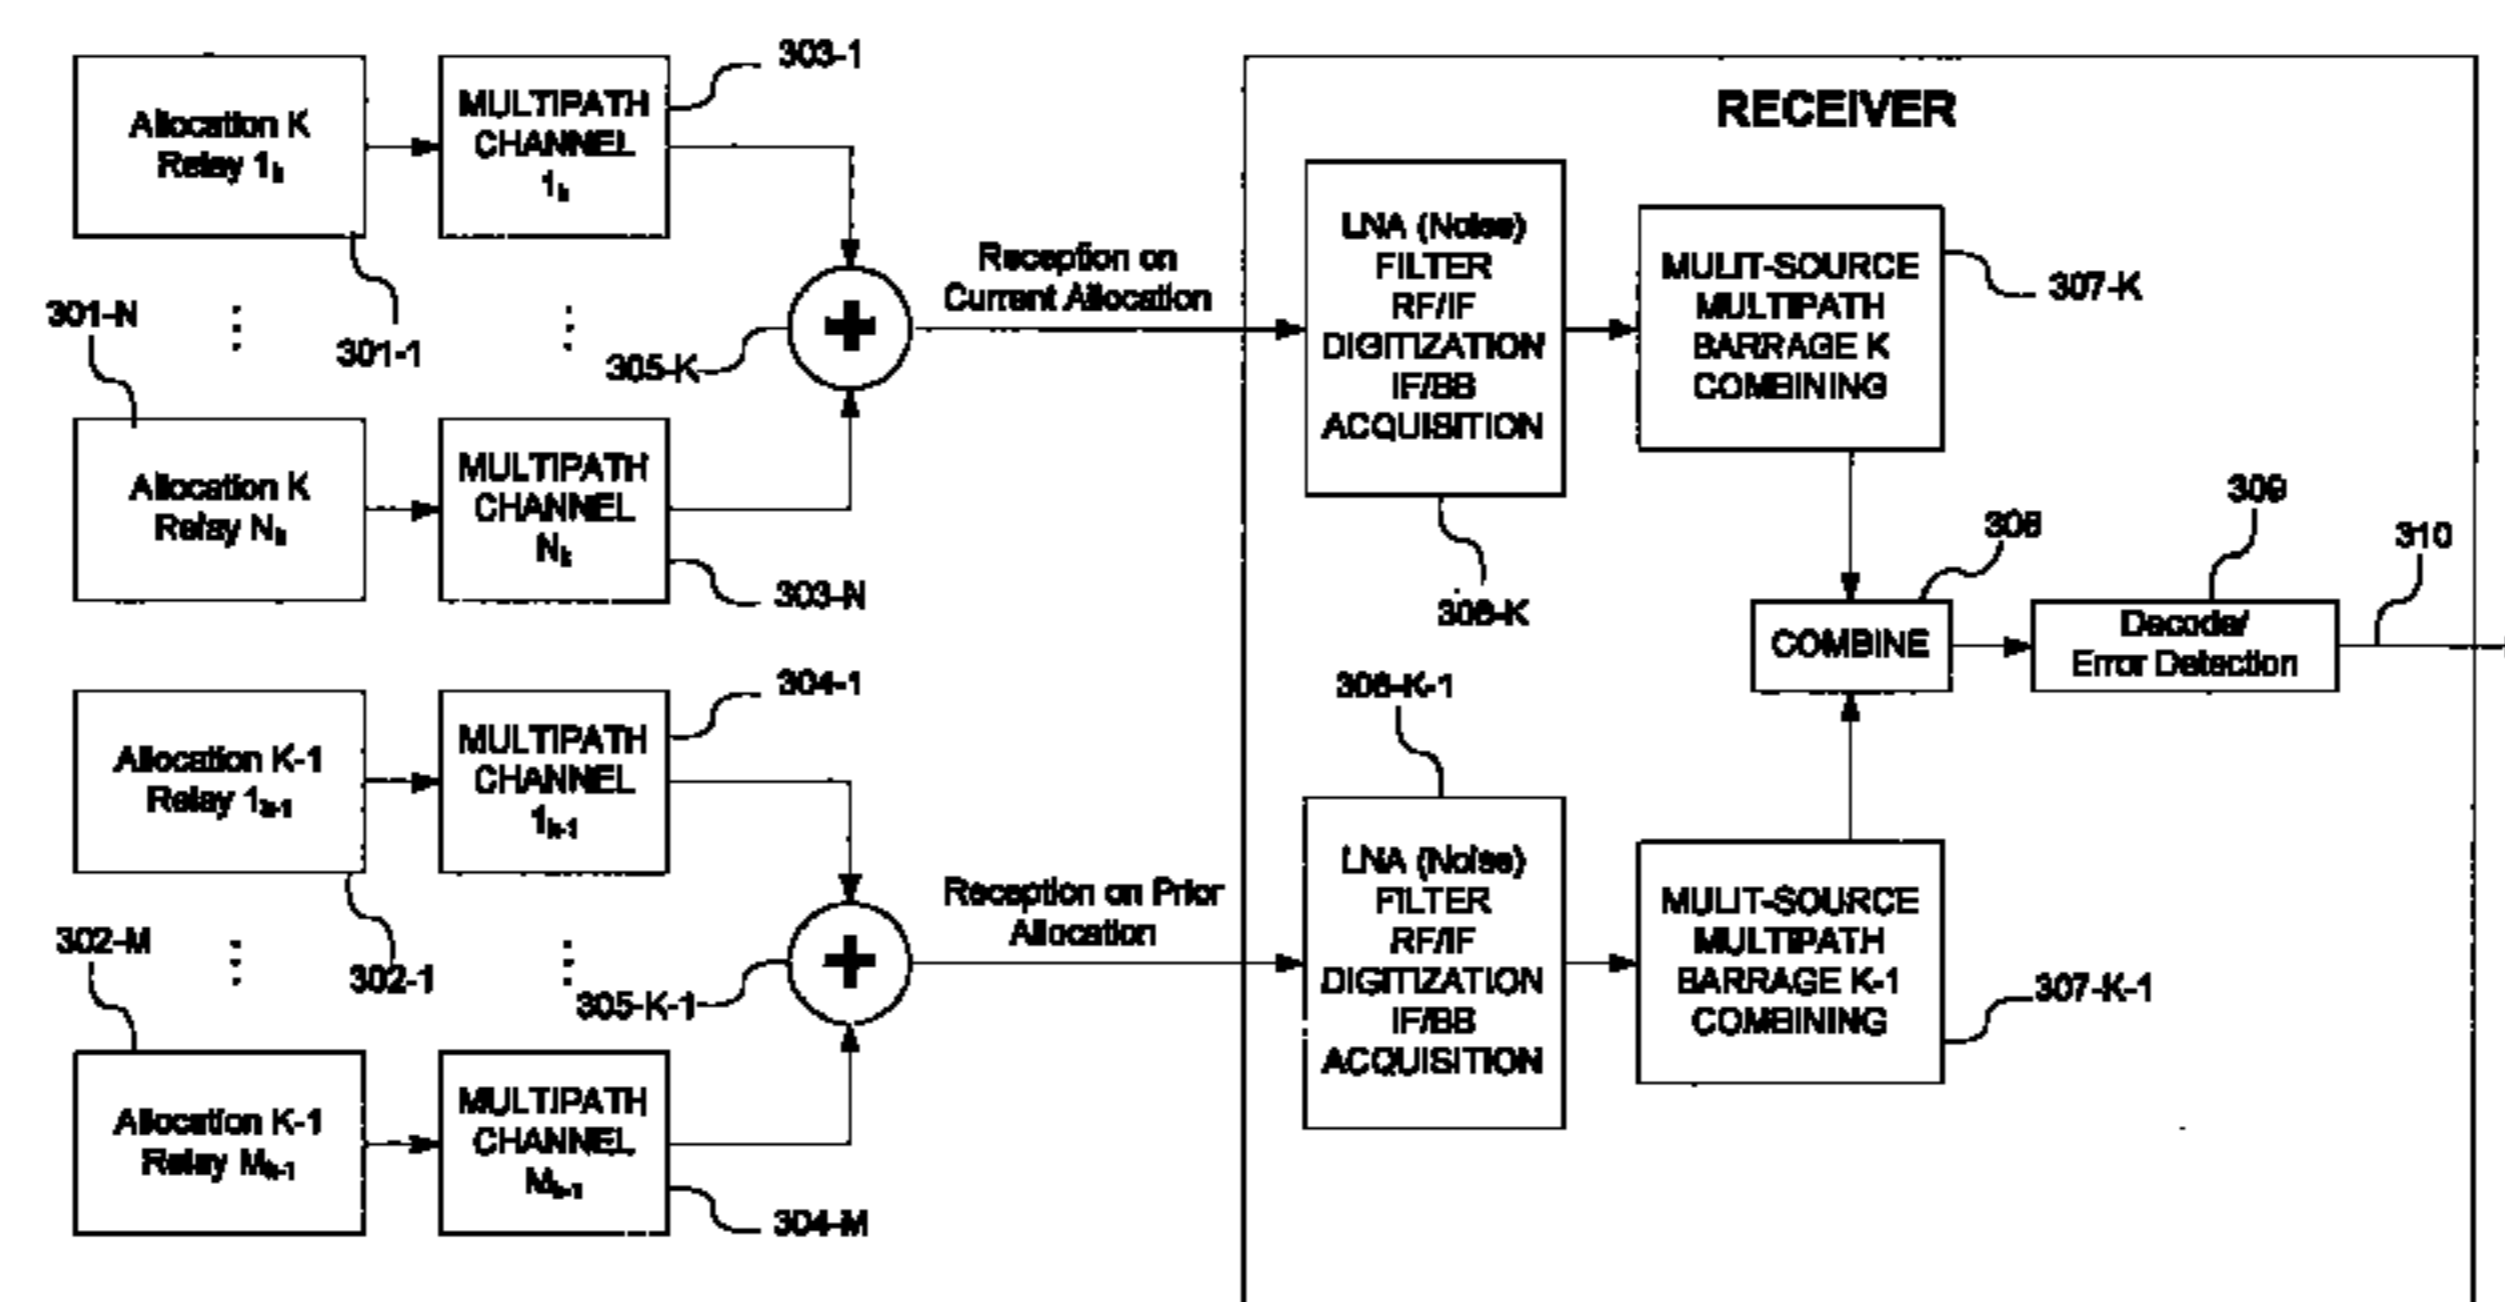 303-1
RECEIVER
Allocation K
Relay 1k
MULTIPATH
CHANNEL
1k
301-1
301-N
305-K
Reception on
Current Allocation
LNA (Noise)
FILTER
RF/IF
DIGITIZATION
IF/BB
ACQUISITION
MULIT-SOURCE
MULTIPATH
BARRAGE K
COMBINING
307-K
Allocation K
Relay Nk
MULTIPATH
CHANNEL
Nk
303-N
306-K
308
309
310
COMBINE
Decoder/
Error Detection
304-1
306-K-1
Allocation K-1
Relay 1k-1
MULTIPATH
CHANNEL
1k-1
302-1
302-M
305-K-1
Reception on Prior
Allocation
LNA (Noise)
FILTER
RF/IF
DIGITIZATION
IF/BB
ACQUISITION
MULIT-SOURCE
MULTIPATH
BARRAGE K-1
COMBINING
307-K-1
Allocation K-1
Relay Mk-1
MULTIPATH
CHANNEL
Mk-1
304-M